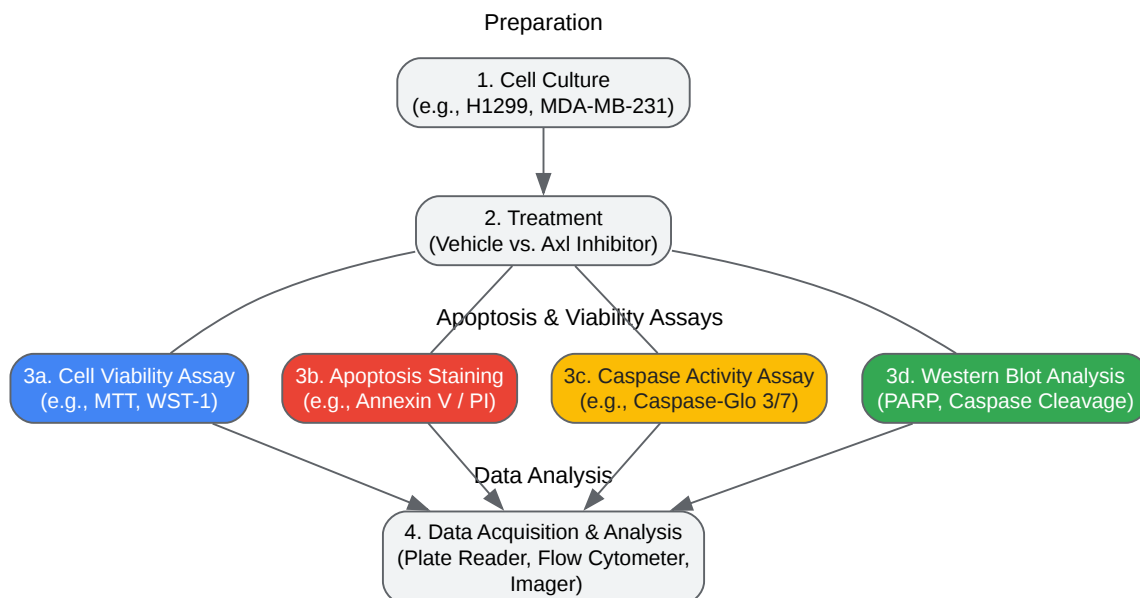 Preparation
1. Cell Culture
(e.g., H1299, MDA-MB-231)
2. Treatment
(Vehicle vs. Axl Inhibitor)
Apoptosis & Viability Assays
3a. Cell Viability Assay
(e.g., MTT, WST-1)
3b. Apoptosis Staining
(e.g., Annexin V / PI)
3c. Caspase Activity Assay
(e.g., Caspase-Glo 3/7)
3d. Western Blot Analysis
(PARP, Caspase Cleavage)
Data Analysis
4. Data Acquisition & Analysis
(Plate Reader, Flow Cytometer,
Imager)